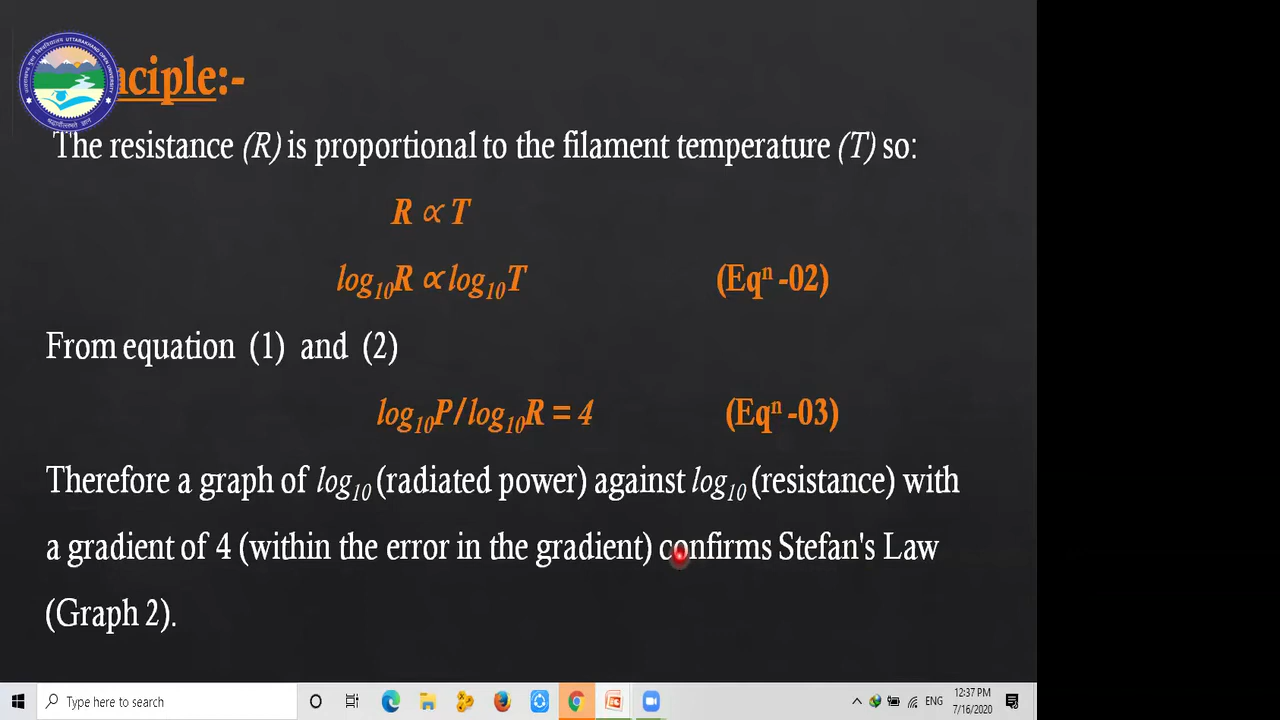 nciple:-
UTTARAKHAND OPEN UNIVERSITY
The resistance (R) is proportional to the filament temperature (T) so:
R ∝ T
log₁₀R ∝ log₁₀T (Eqⁿ -02)
From equation (1) and (2)
log₁₀P/log₁₀R = 4 (Eqⁿ -03)
Therefore a graph of log₁₀ (radiated power) against log₁₀ (resistance) with
a gradient of 4 (within the error in the gradient) confirms Stefan's Law
(Graph 2).
Type here to search
ENG
12:37 PM
7/16/2020